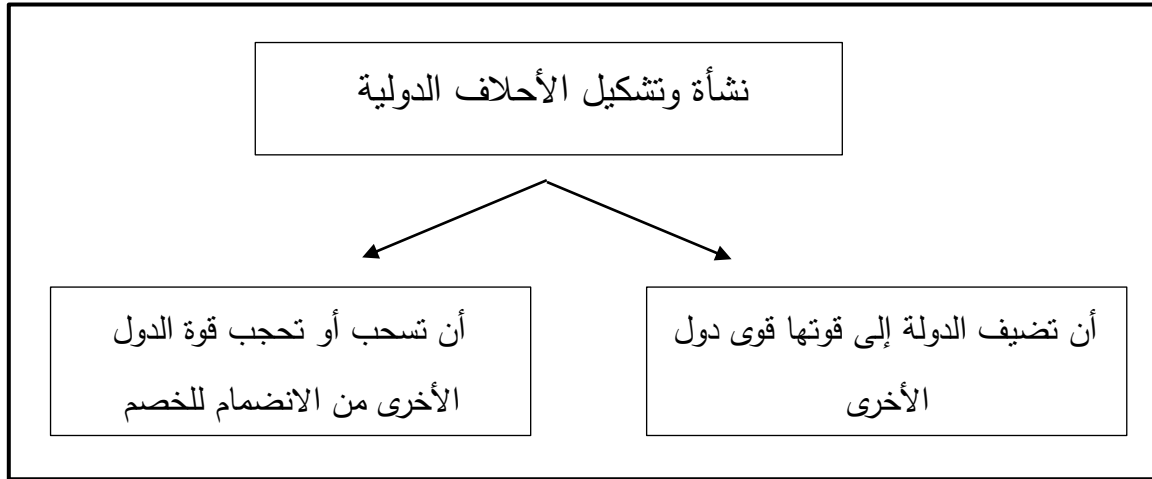 نشأة وتشكيل الأحلاف الدولية
أن تضيف الدولة إلى قوتها قوى دول
الأخرى
أن تسحب أو تحجب قوة الدول
الأخرى من الانضمام للخصم